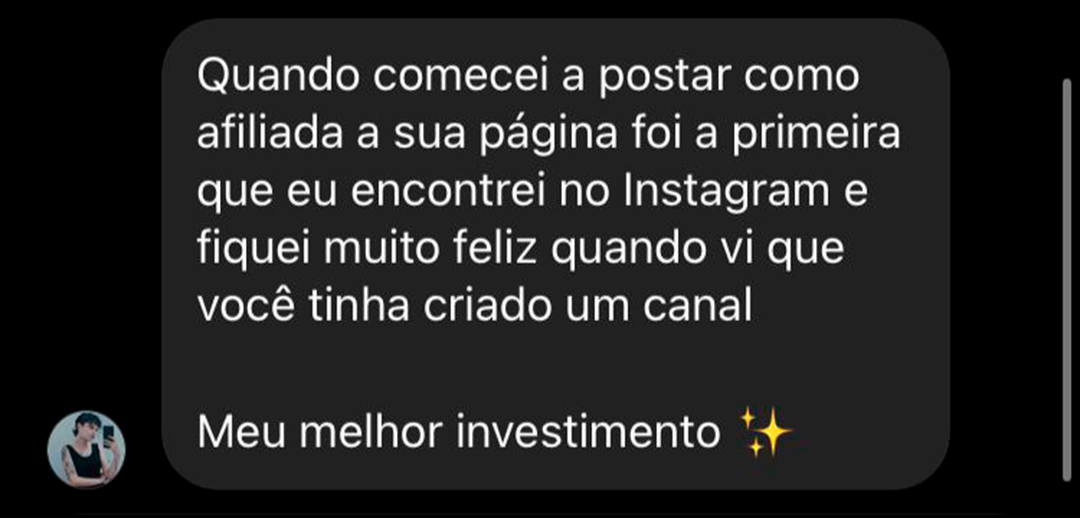 Quando comecei a postar como
afiliada a sua página foi a primeira
que eu encontrei no Instagram e
fiquei muito feliz quando vi que
você tinha criado um canal
Meu melhor investimento ✨